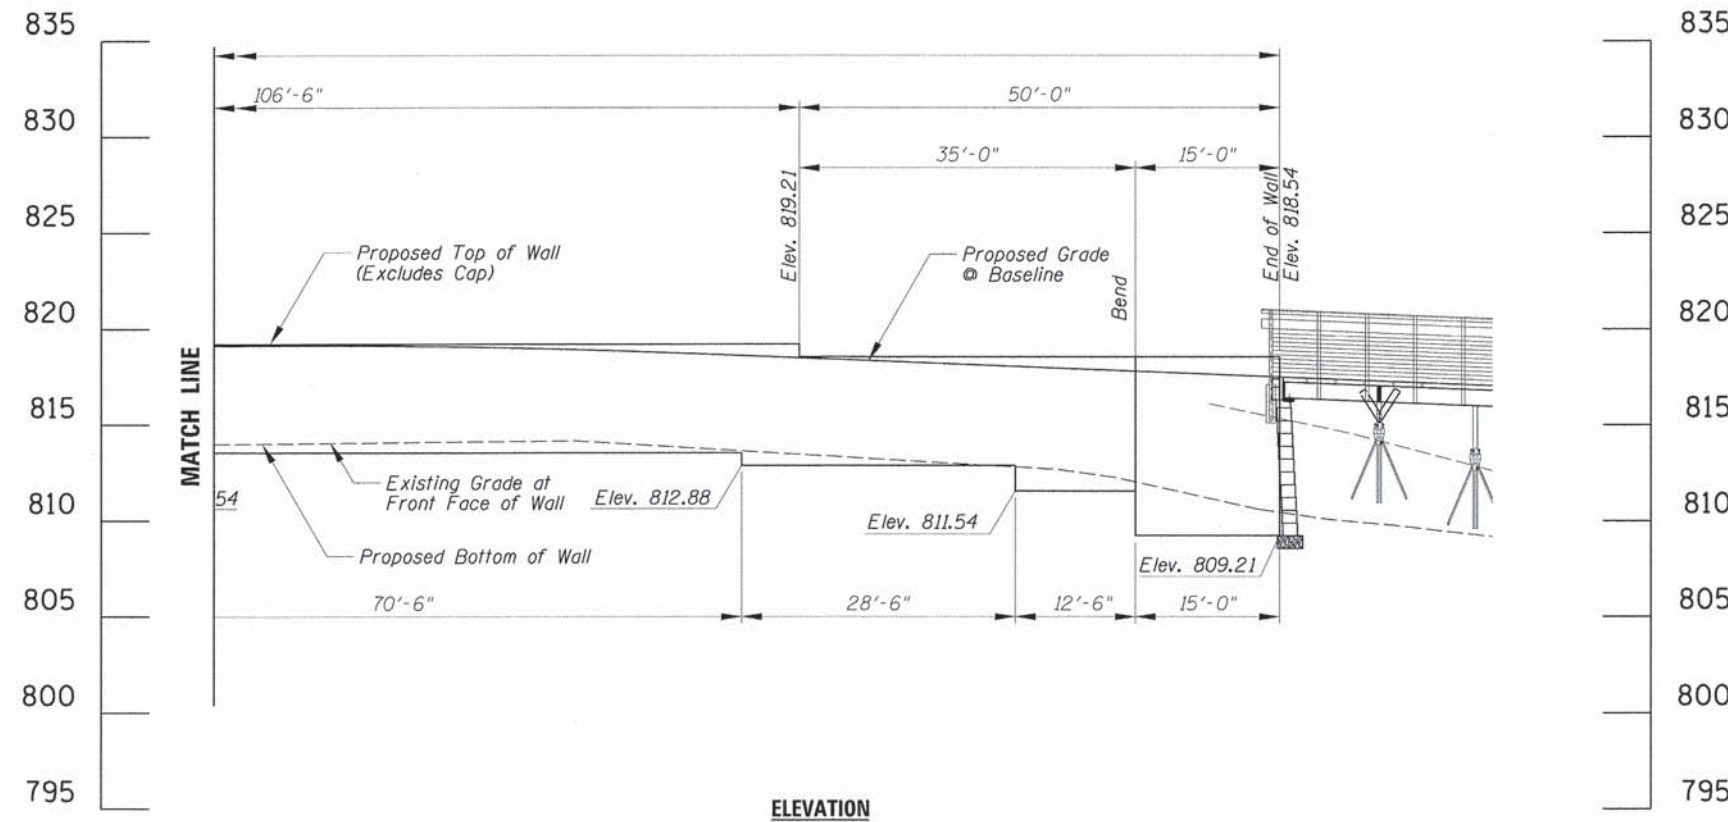 835
830
825
820
815
810
805
800
795
835
830
825
820
815
810
805
800
795
106'-6"
50'-0"
35'-0"
15'-0"
Elev. 819.21
Bend
End of Wall
Elev. 818.54
Proposed Top of Wall
(Excludes Cap)
Proposed Grade
@ Baseline
MATCH LINE
54
Existing Grade at
Front Face of Wall
Proposed Bottom of Wall
Elev. 812.88
Elev. 811.54
Elev. 809.21
70'-6"
28'-6"
12'-6"
15'-0"
ELEVATION